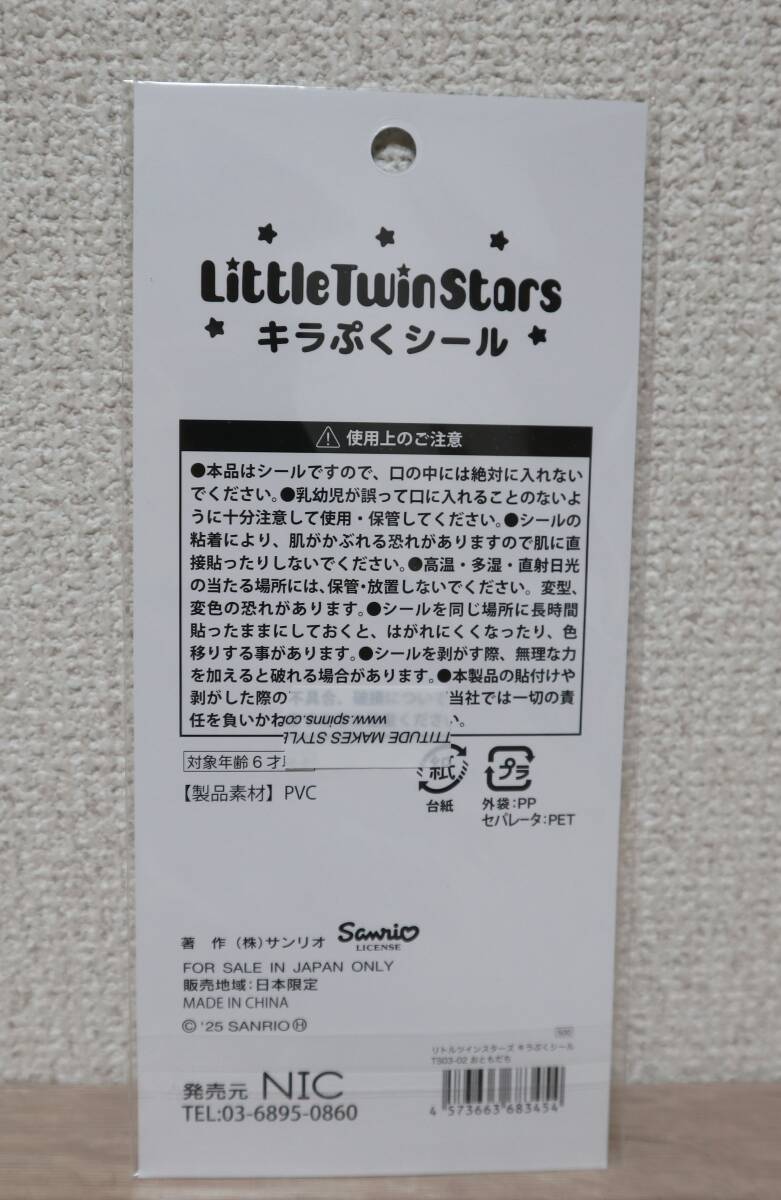 LittleTwinStars
キラぷくシール
使用上のご注意
●本品はシールですので、口の中には絶対に入れない
でください。●乳幼児が誤って口に入れることのないよ
うに十分注意して使用・保管してください。●シールの
粘着により、肌がかぶれる恐れがありますので肌に直
接貼ったりしないでください。●高温・多湿・直射日光
の当たる場所には、保管・放置しないでください。変型、
変色の恐れがあります。●シールを同じ場所に長時間
貼ったままにしておくと、はがれにくくなったり、色
移りする事があります。●シールを剥がす際、無理な力
を加えると破れる場合があります。●本製品の貼付けや
剥がした際の不具合、破損について 当社では一切の責
任を負いかね 。
www.spinns.co
TTITUDE MAKES STYL
対象年齢6才
【製品素材】PVC
紙
台紙
プラ
外袋:PP
セパレータ:PET
著 作 (株)サンリオ Sanrio
LICENSE
FOR SALE IN JAPAN ONLY
販売地域:日本限定
MADE IN CHINA
© '25 SANRIO Ⓗ
500
リトルツインスターズ キラぷくシール
TS03-02 おともだち
4 573663 683454
発売元 NIC
TEL:03-6895-0860